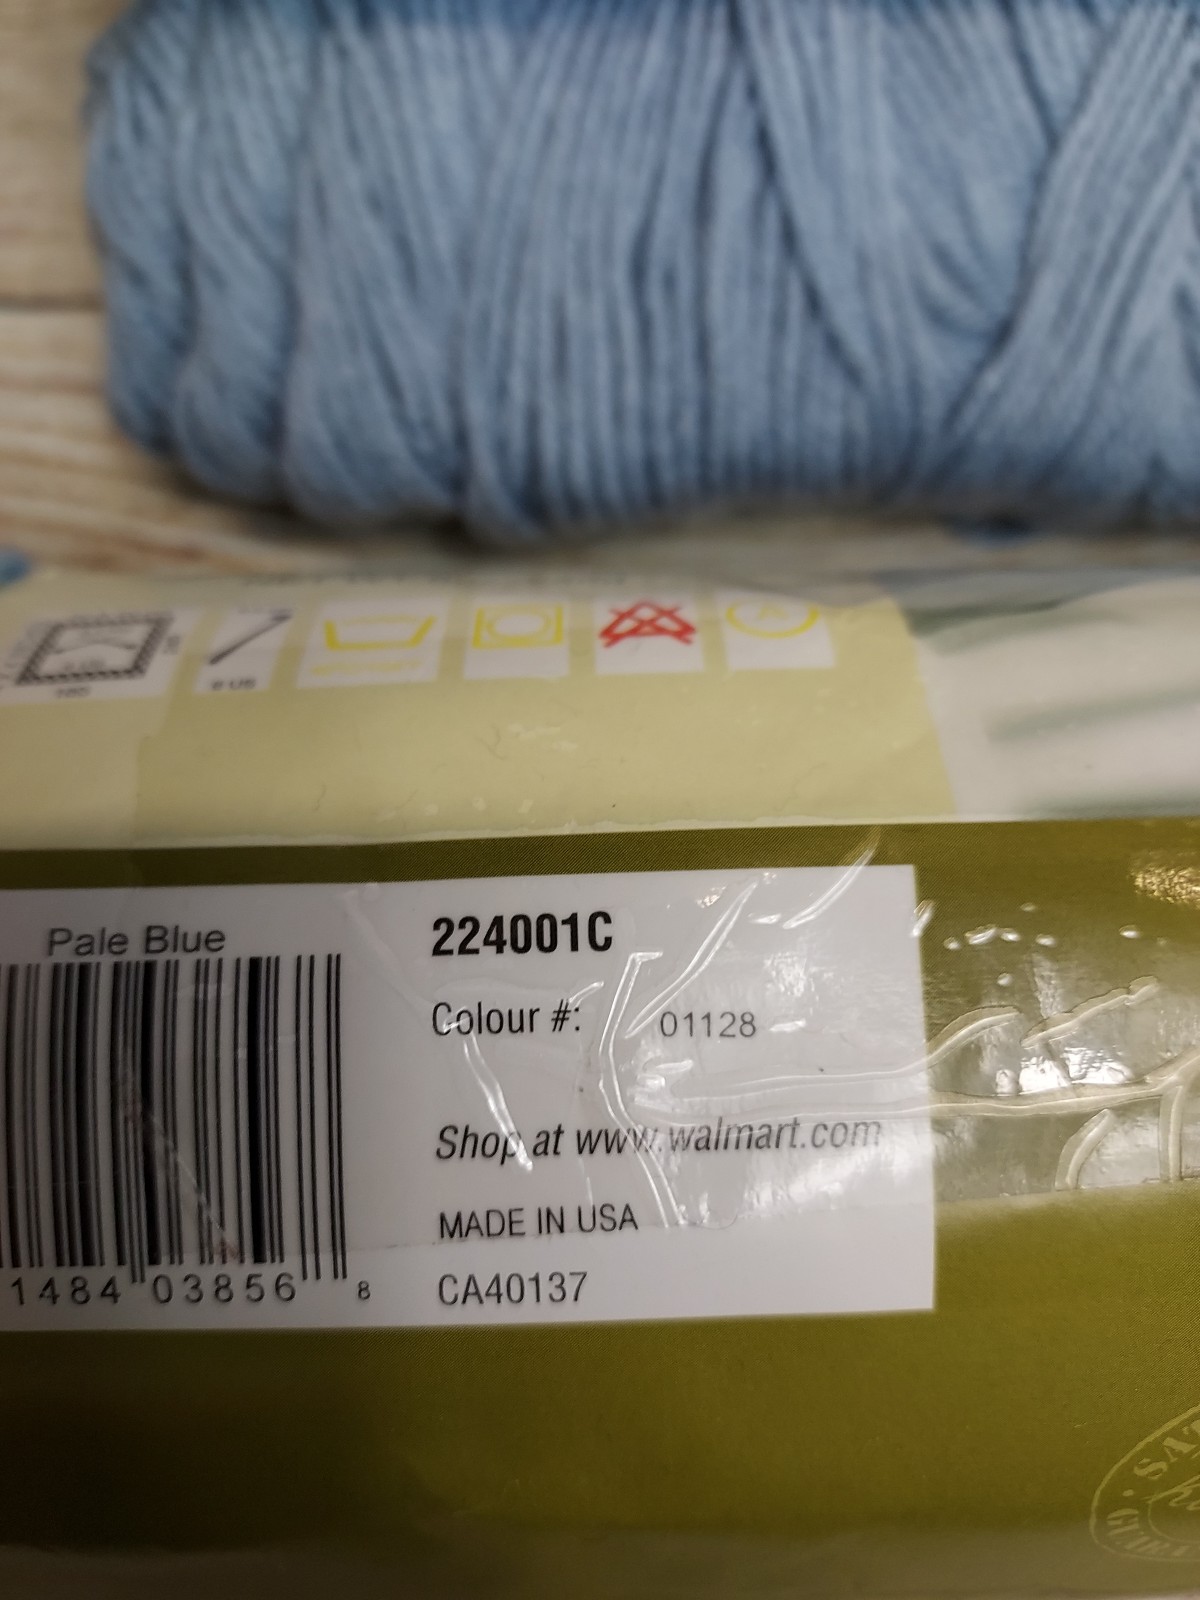 Pale Blue
1484 03856 8
224001C
Colour #: 01128
Shop at www.walmart.com
MADE IN USA
CA40137